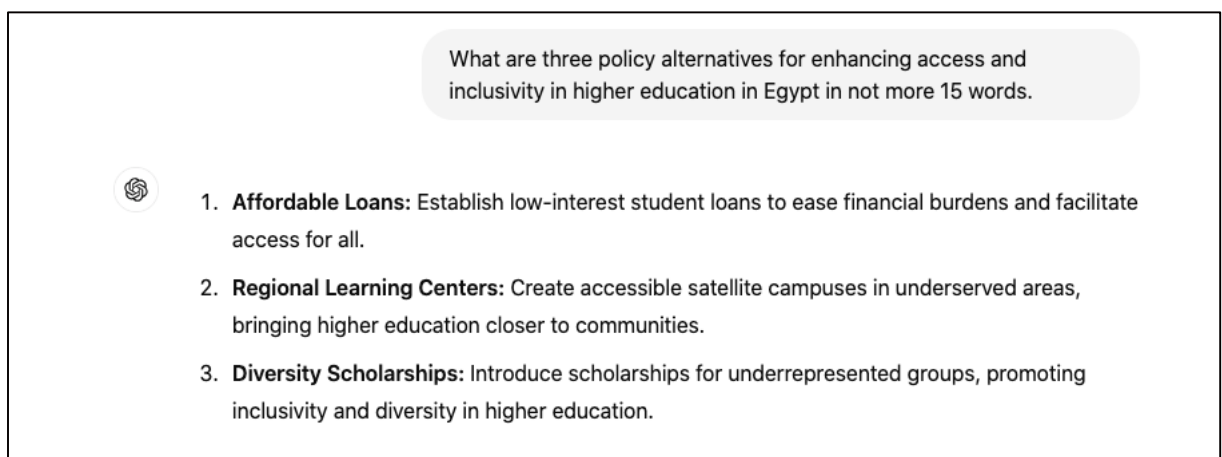 What are three policy alternatives for enhancing access and
inclusivity in higher education in Egypt in not more 15 words.
1. Affordable Loans: Establish low-interest student loans to ease financial burdens and facilitate
access for all.
2. Regional Learning Centers: Create accessible satellite campuses in underserved areas,
bringing higher education closer to communities.
3. Diversity Scholarships: Introduce scholarships for underrepresented groups, promoting
inclusivity and diversity in higher education.